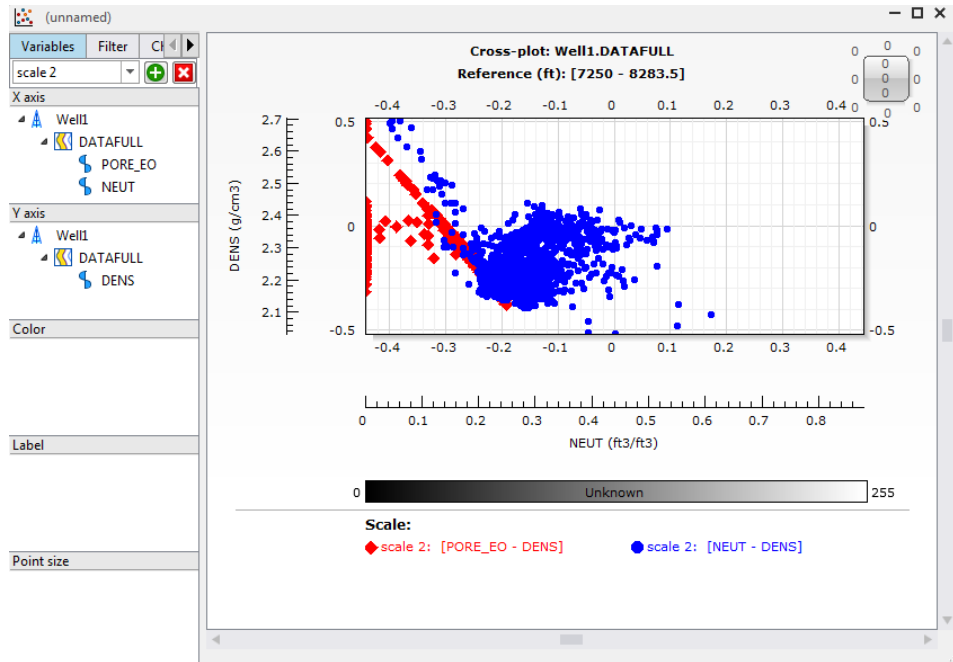 (unnamed)
Variables Filter
scale 2
X axis
Well1
DATAFULL
PORE_EO
NEUT
Y axis
Well1
DATAFULL
DENS
Color
Label
Point size
Cross-plot: Well1.DATAFULL
Reference (ft): [7250 - 8283.5]
0 0 0
0 0
0 0 0
0
0 0 0
-0.4 -0.3 -0.2 -0.1 0 0.1 0.2 0.3 0.4
2.7 0.5 0.5
2.6
2.5
2.4
0 0
2.3
2.2
2.1
-0.5 -0.5
DENS (g/cm3)
-0.4 -0.3 -0.2 -0.1 0 0.1 0.2 0.3 0.4
0 0.1 0.2 0.3 0.4 0.5 0.6 0.7 0.8
NEUT (ft3/ft3)
0 Unknown 255
Scale:
scale 2: [PORE_EO - DENS] scale 2: [NEUT - DENS]